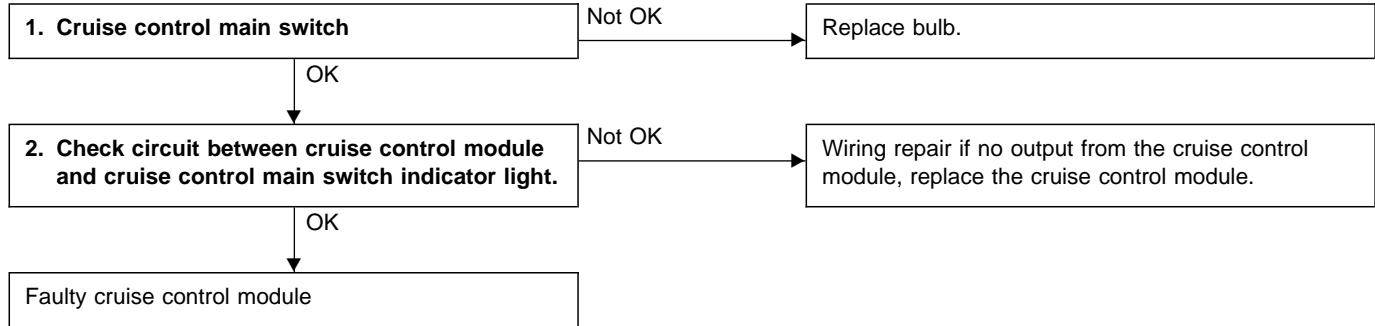 1. Cruise control main switch
Not OK
Replace bulb.
OK
2. Check circuit between cruise control module
and cruise control main switch indicator light.
Not OK
Wiring repair if no output from the cruise control
module, replace the cruise control module.
OK
Faulty cruise control module